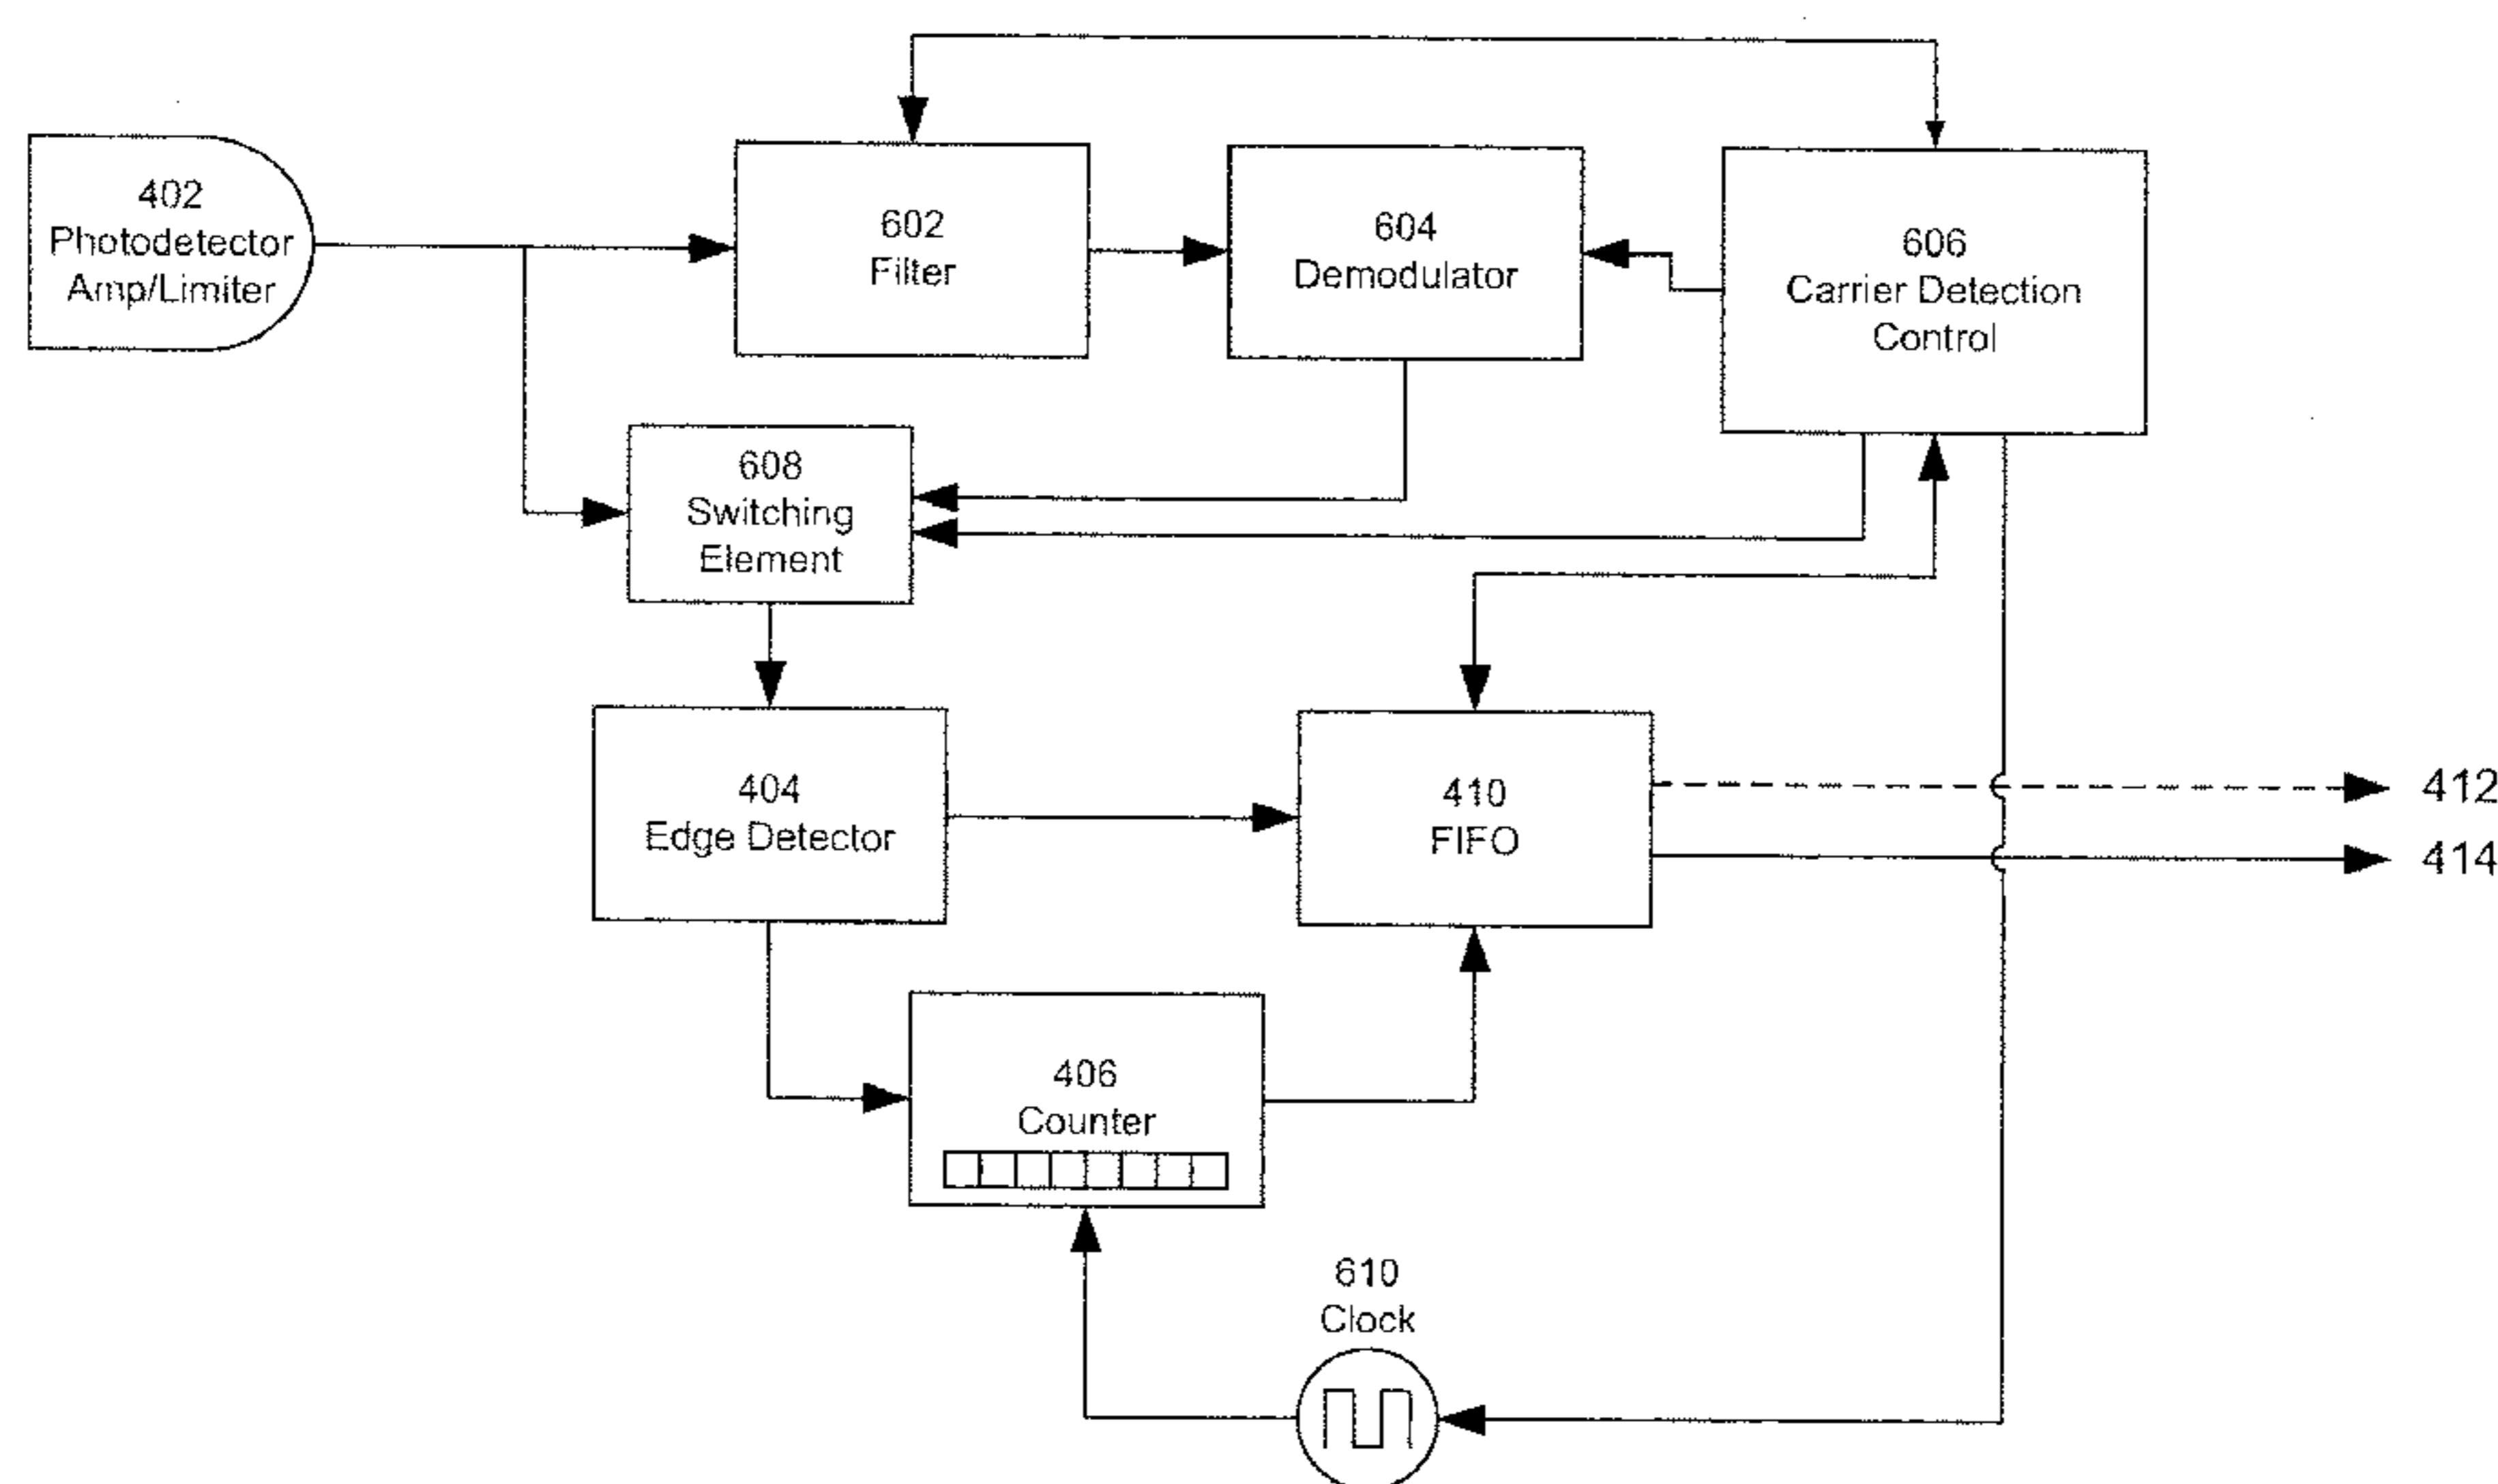 402
Photodetector
Amp/Limiter
602
Filter
604
Demodulator
606
Carrier Detection
Control
608
Switching
Element
404
Edge Detector
410
FIFO
412
414
406
Counter
610
Clock